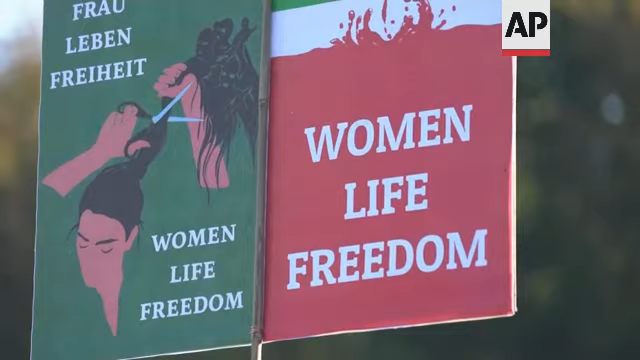 FRAU
LEBEN
FREIHEIT
WOMEN
LIFE
FREEDOM
WOMEN
LIFE
FREEDOM
AP